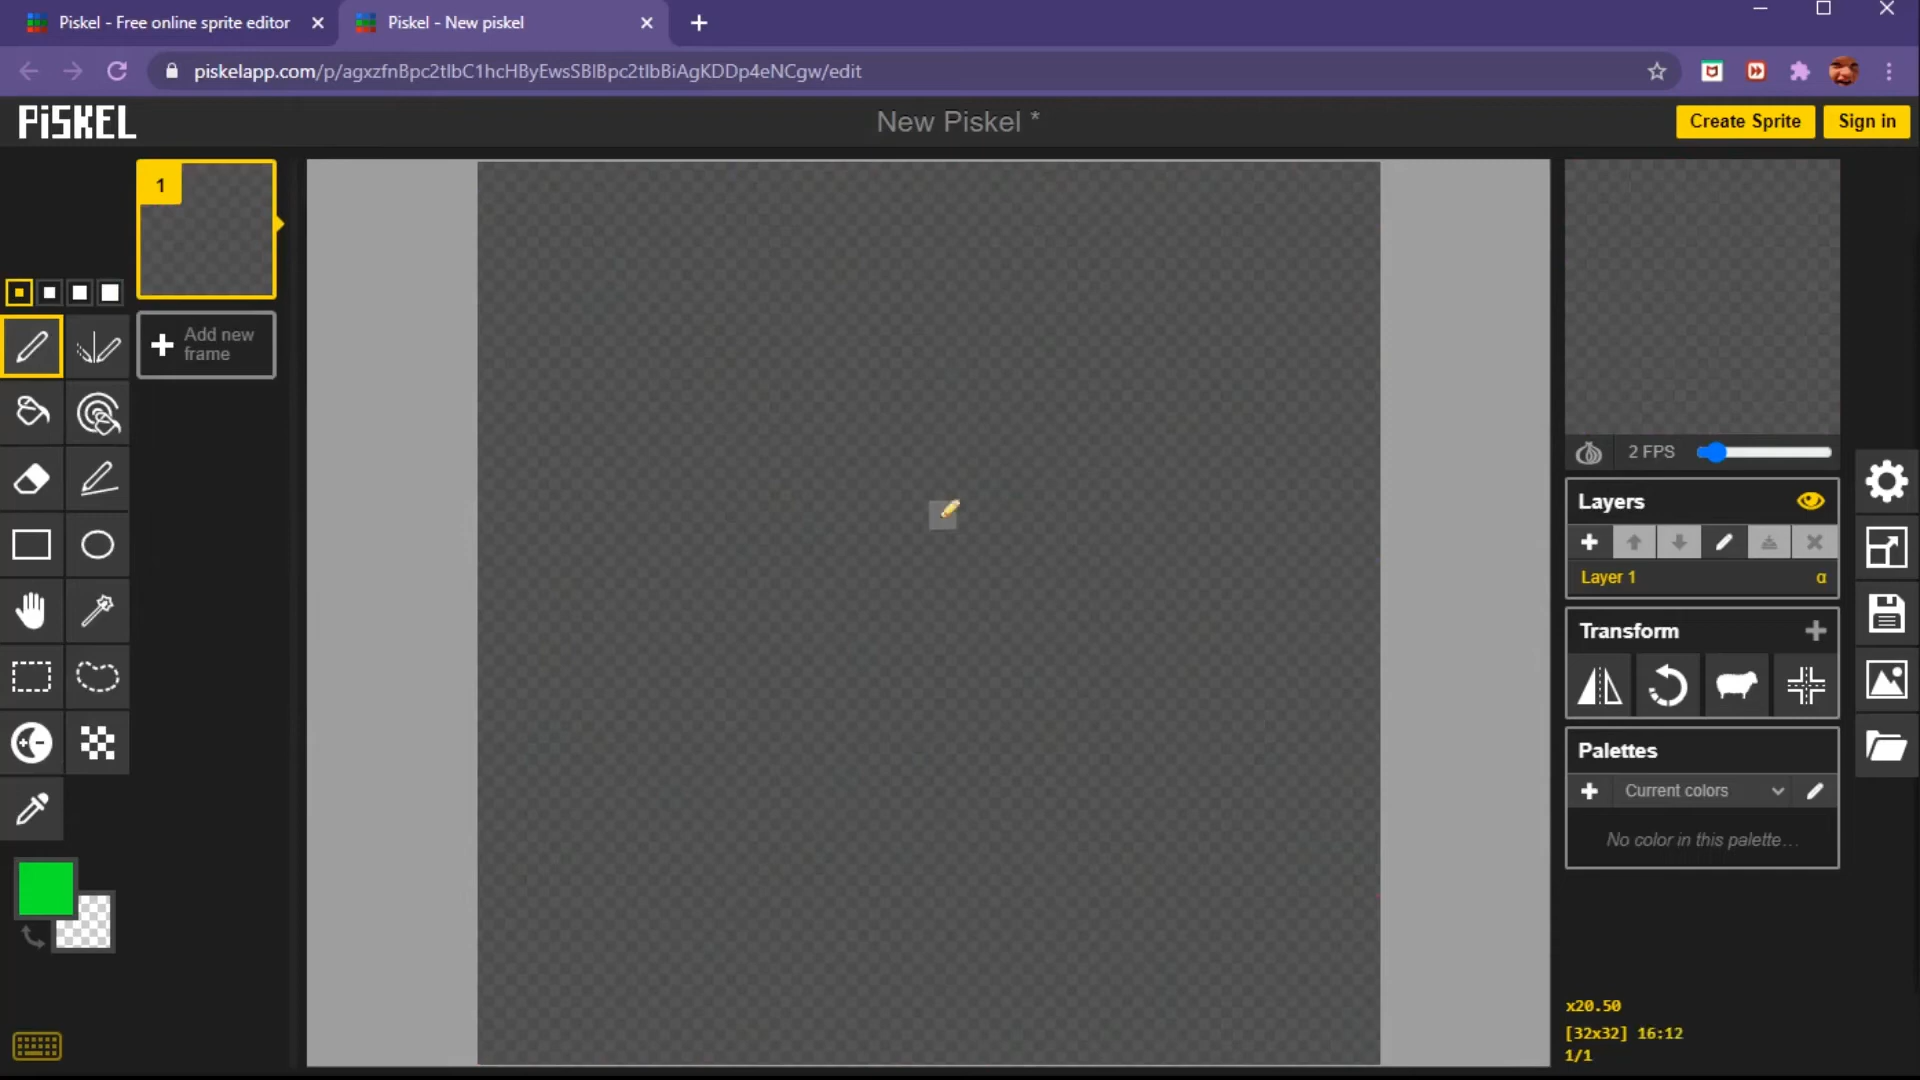 Piskel - Free online sprite editor
Piskel - New piskel
piskelapp.com/p/agxzfnBpc2tlbC1hcHByEwsSBlBpc2tlbBiAgKDDp4eNCgw/edit
PiSKEL
New Piskel *
Create Sprite
Sign in
1
Add new
frame
2 FPS
Layers
Layer 1
α
Transform
Palettes
Current colors
No color in this palette...
x20.50
[32x32] 16:12
1/1